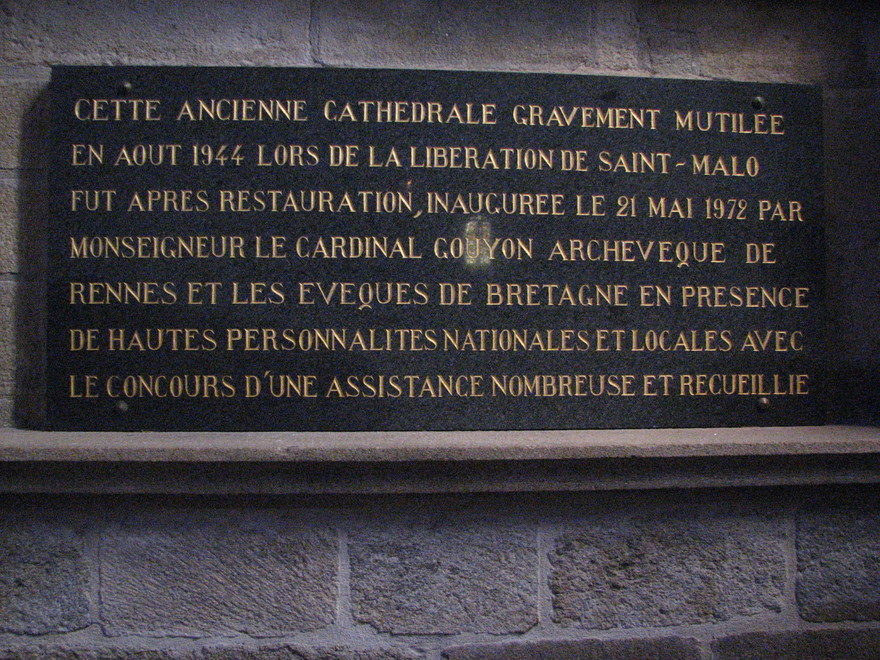 CETTE ANCIENNE CATHEDRALE GRAVEMENT MUTILÉE
EN AOUT 1944 LORS DE LA LIBERATION DE SAINT-MALO
FUT APRES RESTAURATION, INAUGUREE LE 21 MAI 1972 PAR
MONSEIGNEUR LE CARDINAL GOUYON ARCHEVEQUE DE
RENNES ET LES EVEQUES DE BRETAGNE EN PRESENCE
DE HAUTES PERSONNALITES NATIONALES ET LOCALES AVEC
LE CONCOURS D'UNE ASSISTANCE NOMBREUSE ET RECUEILLIE